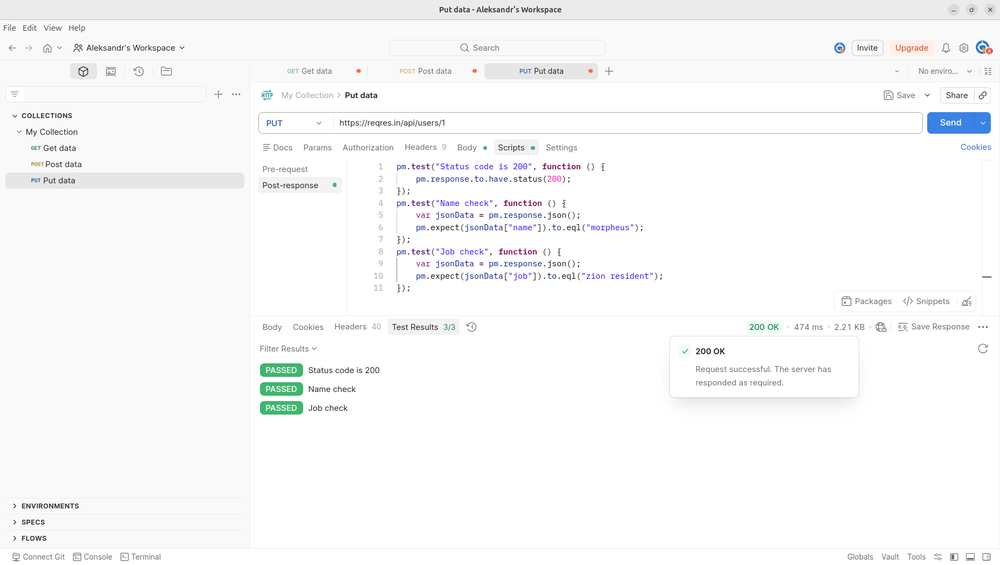 Put data - Aleksandr's Workspace
File Edit View Help
Aleksandr's Workspace
Search
Invite
Upgrade
A
GET Get data
POST Post data
PUT Put data
No enviro...
HTTP My Collection > Put data
Save
Share
COLLECTIONS
My Collection
GET Get data
POST Post data
PUT Put data
PUT https://reqres.in/api/users/1
Send
Docs Params Authorization Headers 9 Body Scripts Settings
Cookies
Pre-request
Post-response
1 pm.test("Status code is 200", function () {
2 pm.response.to.have.status(200);
3 });
4 pm.test("Name check", function () {
5 var jsonData = pm.response.json();
6 pm.expect(jsonData["name"]).to.eql("morpheus");
7 });
8 pm.test("Job check", function () {
9 var jsonData = pm.response.json();
10 pm.expect(jsonData["job"]).to.eql("zion resident");
11 });
Packages </> Snippets
Body Cookies Headers 40 Test Results 3/3
200 OK • 474 ms • 2.21 KB • e.g. Save Response
Filter Results
PASSED Status code is 200
PASSED Name check
PASSED Job check
200 OK
Request successful. The server has
responded as required.
ENVIRONMENTS
SPECS
FLOWS
Connect Git Console Terminal
Globals Vault Tools